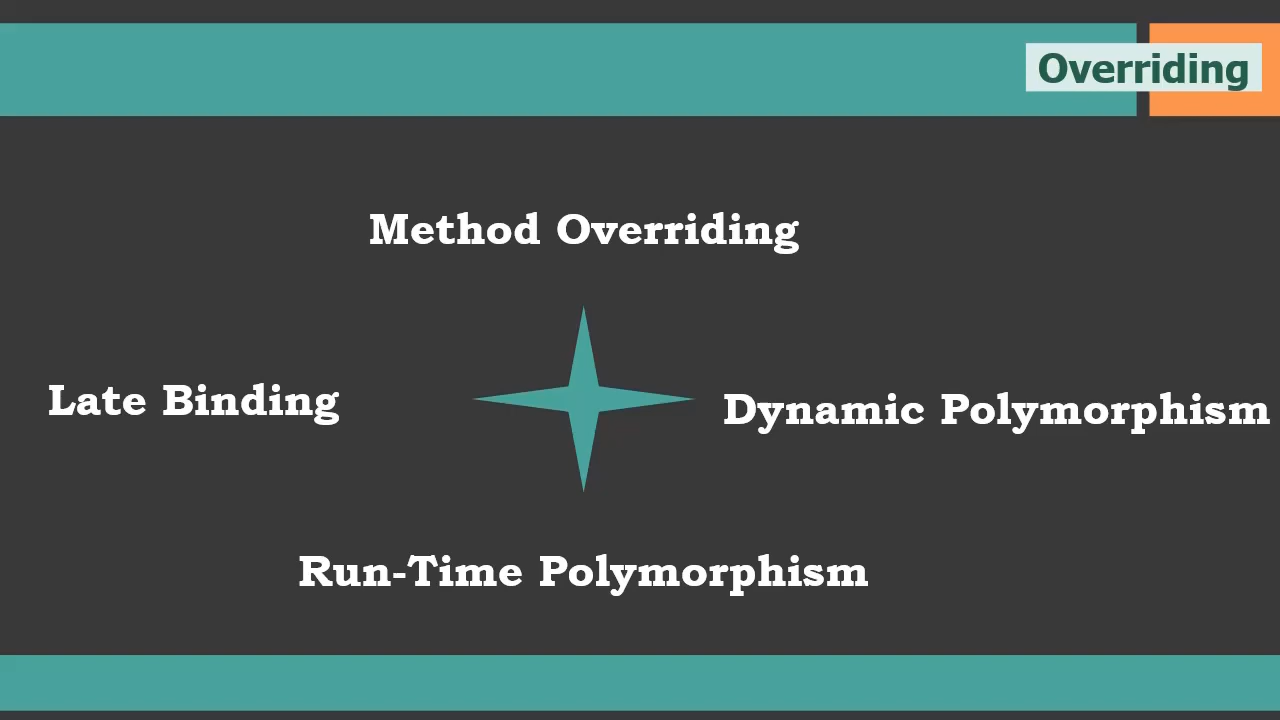 Overriding
Method Overriding
Late Binding
Dynamic Polymorphism
Run-Time Polymorphism